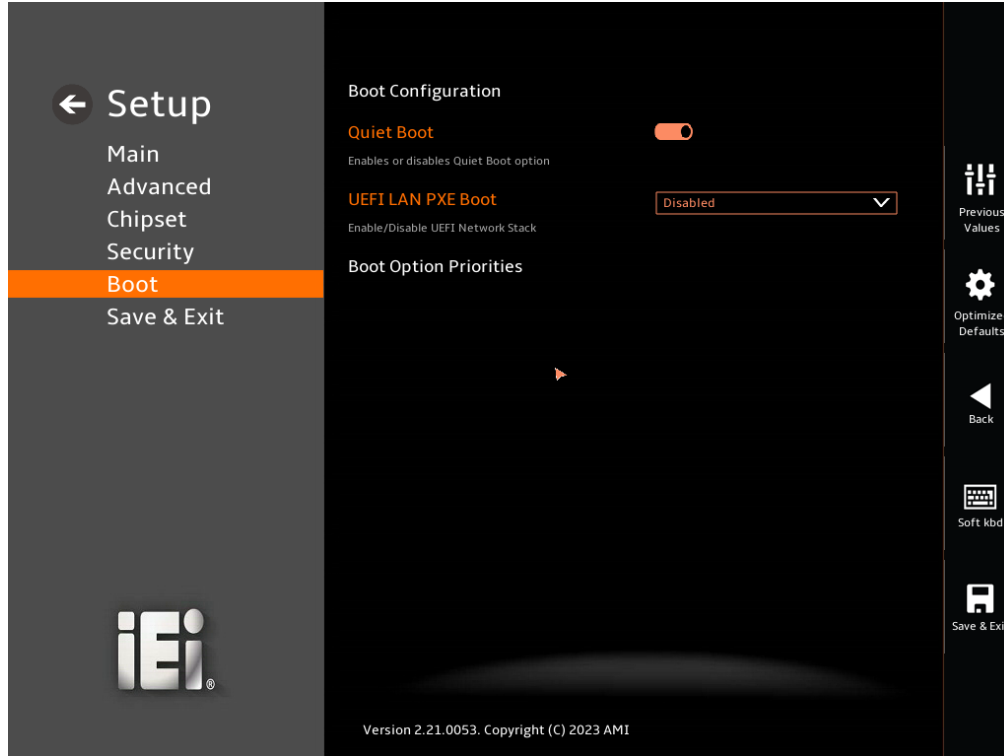 Setup
Main
Advanced
Chipset
Security
Boot
Save & Exit
iEi®
Boot Configuration
Quiet Boot
Enables or disables Quiet Boot option
UEFI LAN PXE Boot
Disabled
Enable/Disable UEFI Network Stack
Boot Option Priorities
Version 2.21.0053. Copyright (C) 2023 AMI
Previous
Values
Optimize
Defaults
Back
Soft kbd
Save & Exi